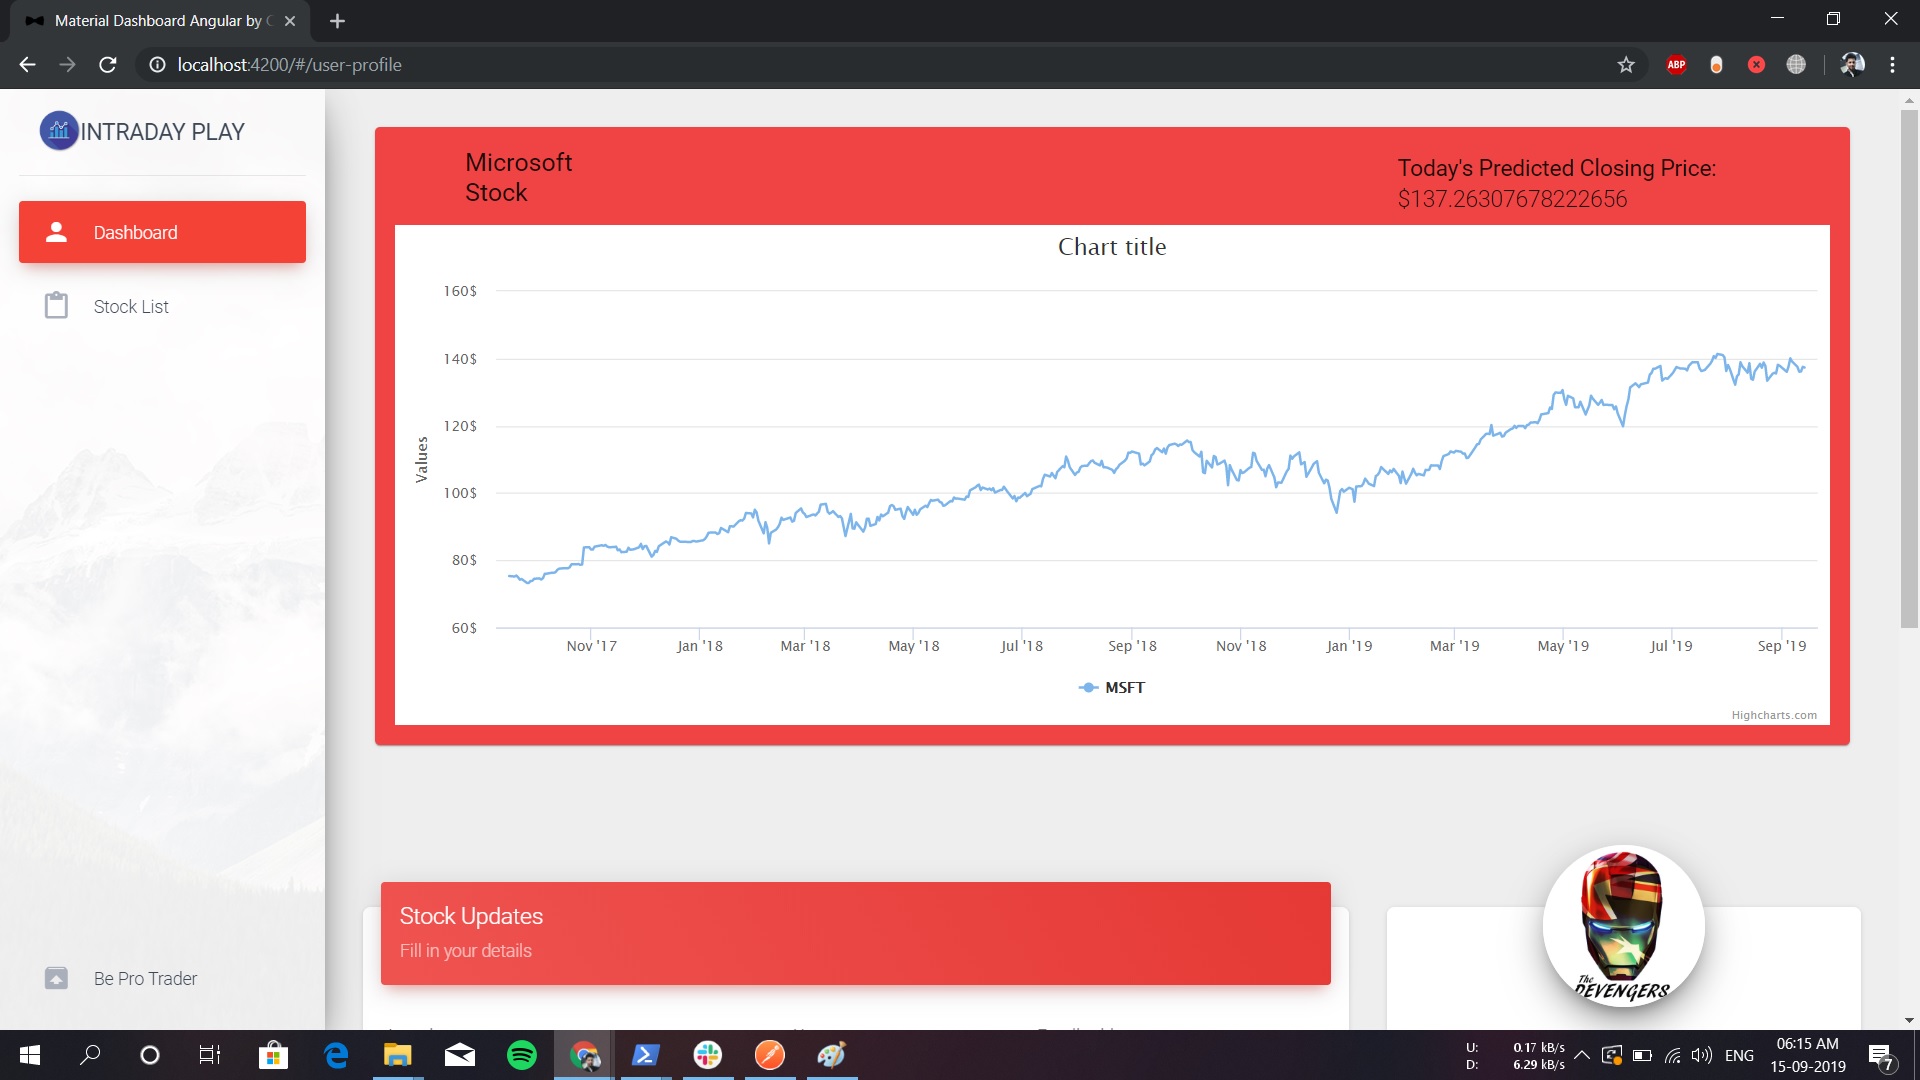 Material Dashboard Angular by C
localhost:4200/#/user-profile
ABP
INTRADAY PLAY
Dashboard
Stock List
Be Pro Trader
Microsoft
Stock
Today's Predicted Closing Price:
$137.26307678222656
Chart title
160$
140$
120$
100$
80$
60$
Values
Nov '17
Jan '18
Mar '18
May '18
Jul '18
Sep '18
Nov '18
Jan '19
Mar '19
May '19
Jul '19
Sep '19
MSFT
Highcharts.com
Stock Updates
Fill in your details
The
DEVENGERS
U: 0.17 kB/s
D: 6.29 kB/s
ENG
06:15 AM
15-09-2019
7